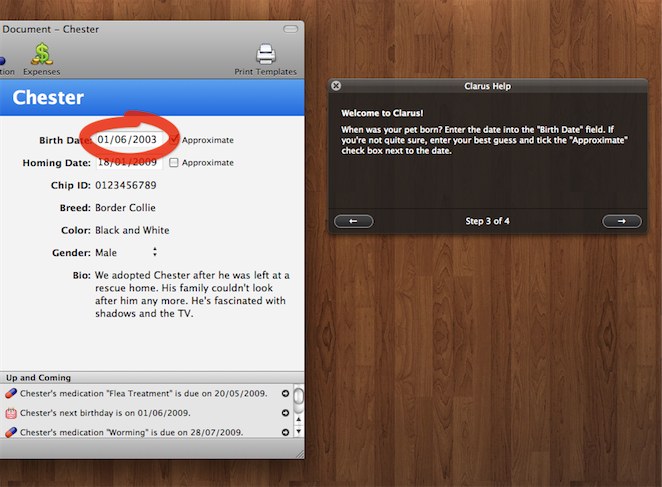 Document – Chester
Expenses
Print Templates
Chester
Birth Date: 01/06/2003 Approximate
Homing Date: 18/01/2009 Approximate
Chip ID: 0123456789
Breed: Border Collie
Color: Black and White
Gender: Male
Bio: We adopted Chester after he was left at a
rescue home. His family couldn't look
after him any more. He's fascinated with
shadows and the TV.
Up and Coming
Chester's medication "Flea Treatment" is due on 20/05/2009.
Chester's next birthday is on 01/06/2009.
Chester's medication "Worming" is due on 28/07/2009.
Clarus Help
Welcome to Clarus!
When was your pet born? Enter the date into the "Birth Date" field. If
you're not quite sure, enter your best guess and tick the "Approximate"
check box next to the date.
Step 3 of 4